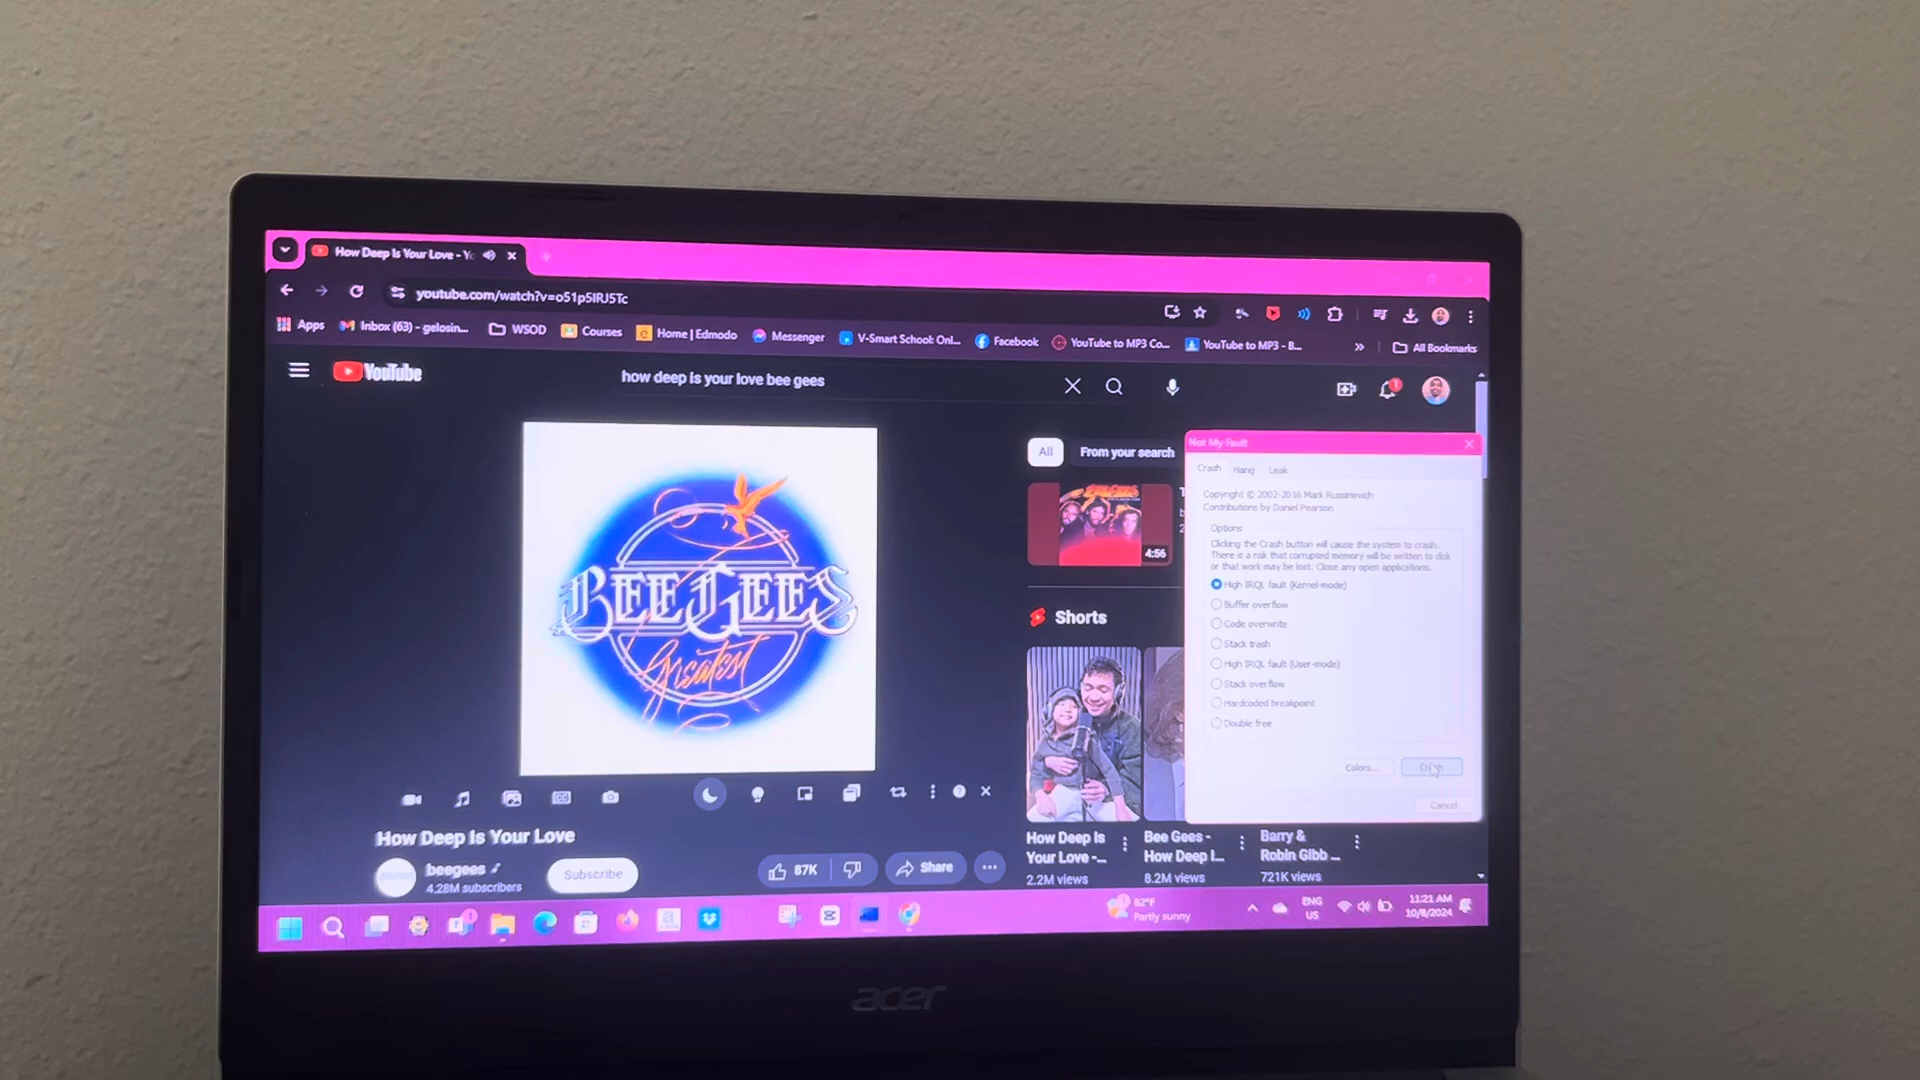 How Deep Is Your Love - Yo
youtube.com/watch?v=o51p5IRJ5Tc
Apps
Inbox (63) - gelosin...
WSOD
Courses
Home | Edmodo
Messenger
V-Smart School: Onl...
Facebook
YouTube to MP3 Co...
YouTube to MP3 - B...
»
All Bookmarks
YouTube
how deep is your love bee gees
BEE GEES
Greatest
CC
How Deep Is Your Love
beegees
4.28M subscribers
Subscribe
87K
Share
All
From your search
4:56
Shorts
How Deep Is
Your Love -...
2.2M views
Bee Gees -
How Deep I...
8.2M views
Barry &
Robin Gibb ...
721K views
Not My Fault
Crash
Hang
Leak
Copyright © 2002-2016 Mark Russinovich
Contributions by Daniel Pearson
Options
Clicking the Crash button will cause the system to crash.
There is a risk that corrupted memory will be written to disk
or that work may be lost. Close any open applications.
High IRQL fault (Kernel-mode)
Buffer overflow
Code overwrite
Stack trash
High IRQL fault (User-mode)
Stack overflow
Hardcoded breakpoint
Double free
Colors...
Crash
Cancel
82°F
Partly sunny
ENG
US
11:21 AM
10/8/2024
acer